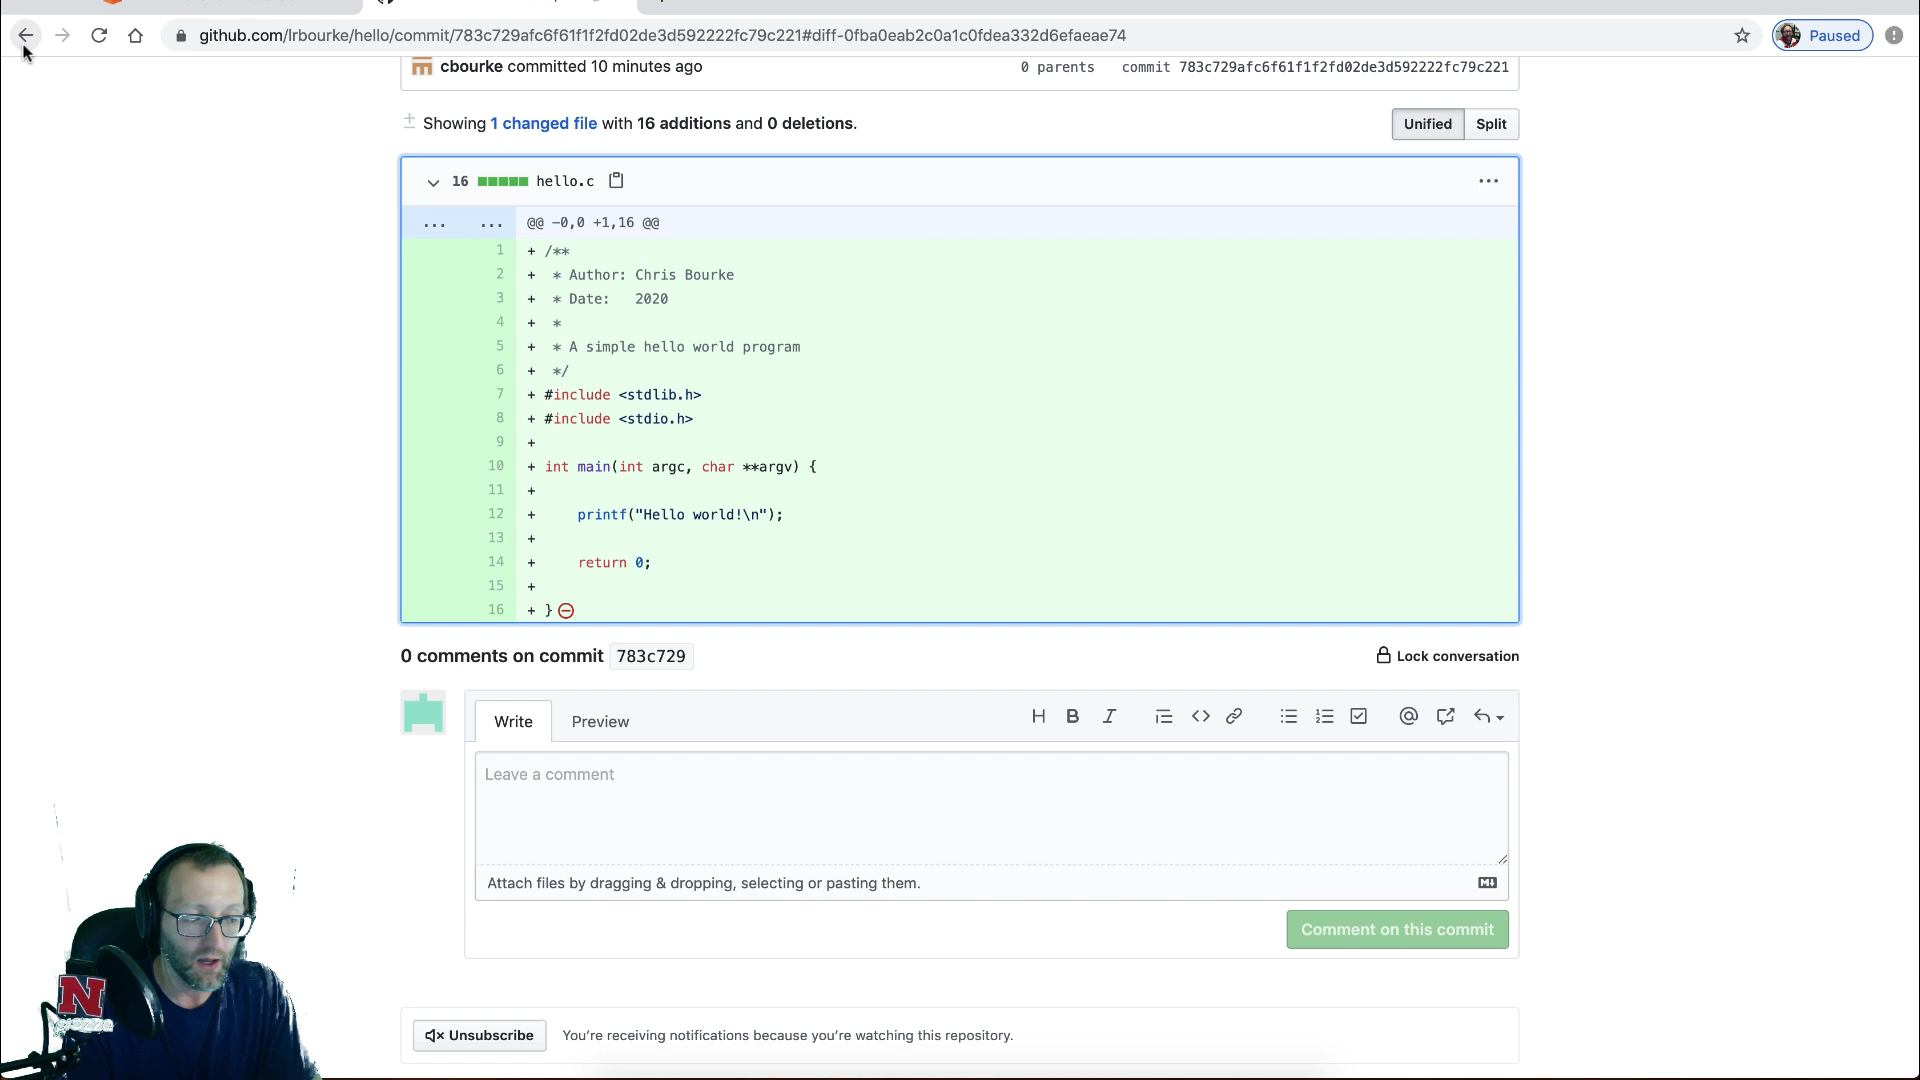 github.com/lrbourke/hello/commit/783c729afc6f61f1f2fd02de3d592222fc79c221#diff-0fba0eab2c0a1c0fdea332d6efaeae74
Paused
cbourke committed 10 minutes ago
0 parents commit 783c729afc6f61f1f2fd02de3d592222fc79c221
Showing 1 changed file with 16 additions and 0 deletions.
Unified Split
16 hello.c
... ... @@ -0,0 +1,16 @@
1 + /**
2 + * Author: Chris Bourke
3 + * Date: 2020
4 + *
5 + * A simple hello world program
6 + */
7 + #include <stdlib.h>
8 + #include <stdio.h>
9 +
10 + int main(int argc, char **argv) {
11 +
12 + printf("Hello world!\n");
13 +
14 + return 0;
15 +
16 + }
0 comments on commit 783c729
Lock conversation
Write Preview
Leave a comment
Attach files by dragging & dropping, selecting or pasting them.
Comment on this commit
Unsubscribe You're receiving notifications because you're watching this repository.
N